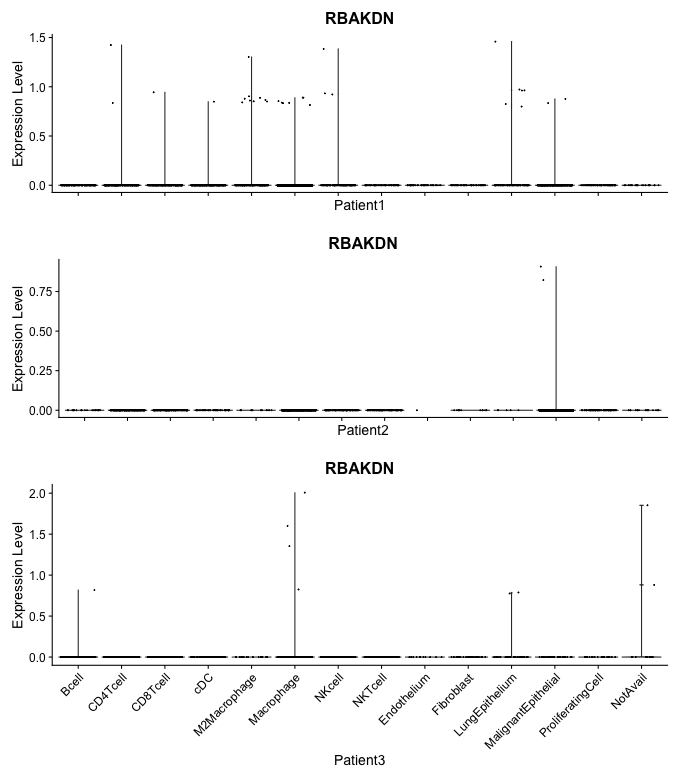 RBAKDN
Expression Level
1.5
1.0
0.5
0.0
Patient1
RBAKDN
Expression Level
0.75
0.50
0.25
0.00
Patient2
RBAKDN
Expression Level
2.0
1.5
1.0
0.5
0.0
Bcell
CD4Tcell
CD8Tcell
cDC
M2Macrophage
Macrophage
NKcell
NKTcell
Endothelium
Fibroblast
LungEpithelium
MalignantEpithelial
ProliferatingCell
NotAvail
Patient3